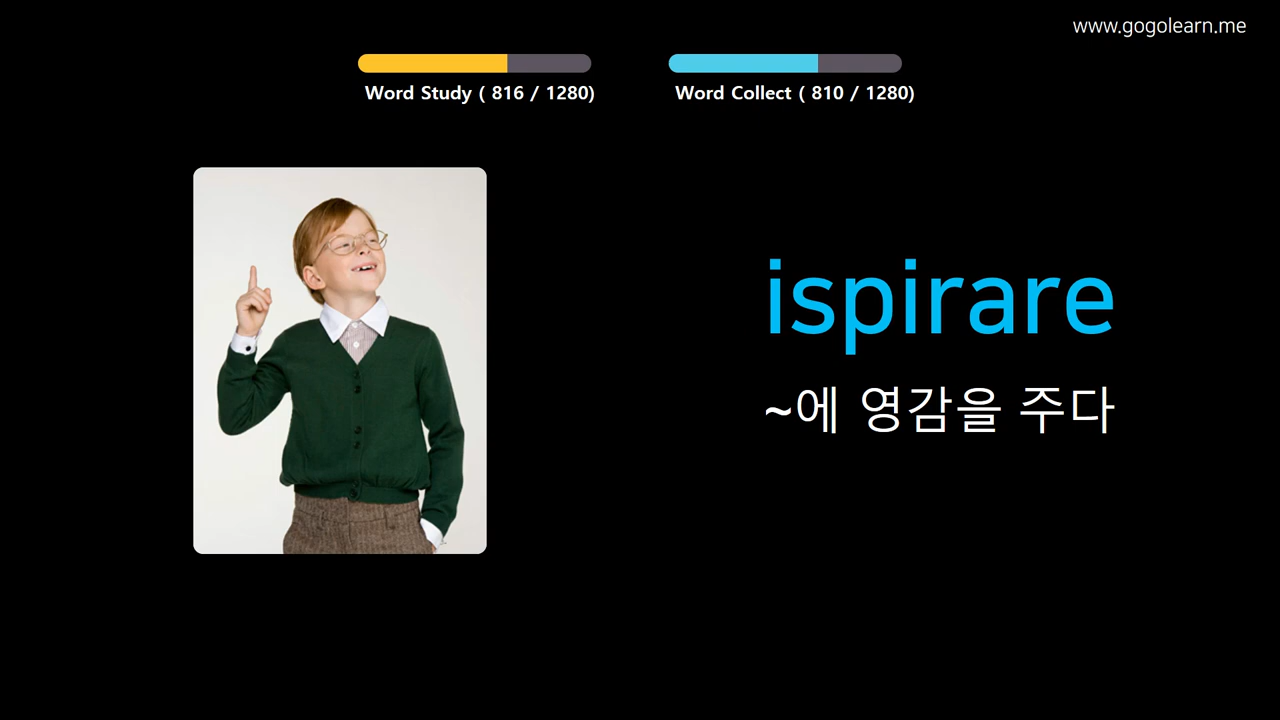 www.gogolearn.me
Word Study ( 816 / 1280)
Word Collect ( 810 / 1280)
ispirare
~에 영감을 주다